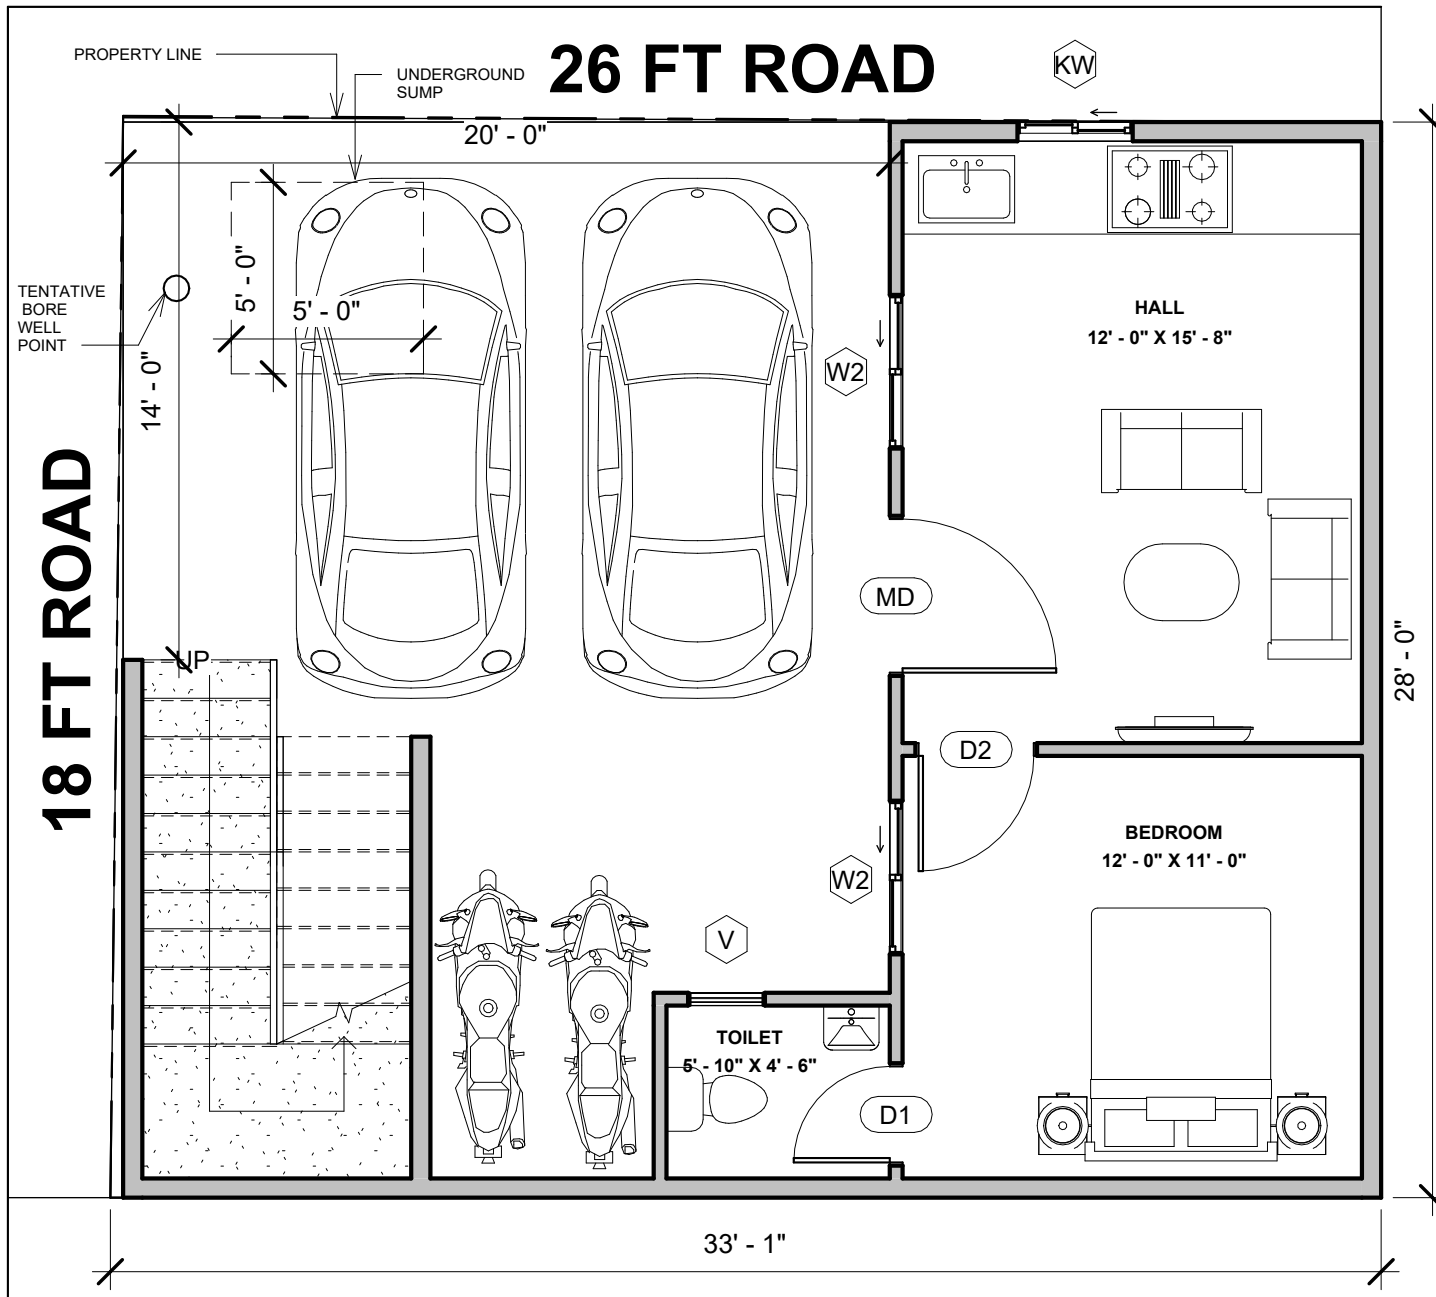 PROPERTY LINE
UNDERGROUND
SUMP
26 FT ROAD
KW
20' - 0"
5' - 0"
5' - 0"
TENTATIVE
BORE
WELL
POINT
14' - 0"
HALL
12' - 0" X 15' - 8"
W2
18 FT ROAD
MD
UP
28' - 0"
D2
BEDROOM
12' - 0" X 11' - 0"
W2
V
TOILET
5' - 10" X 4' - 6"
D1
33' - 1"